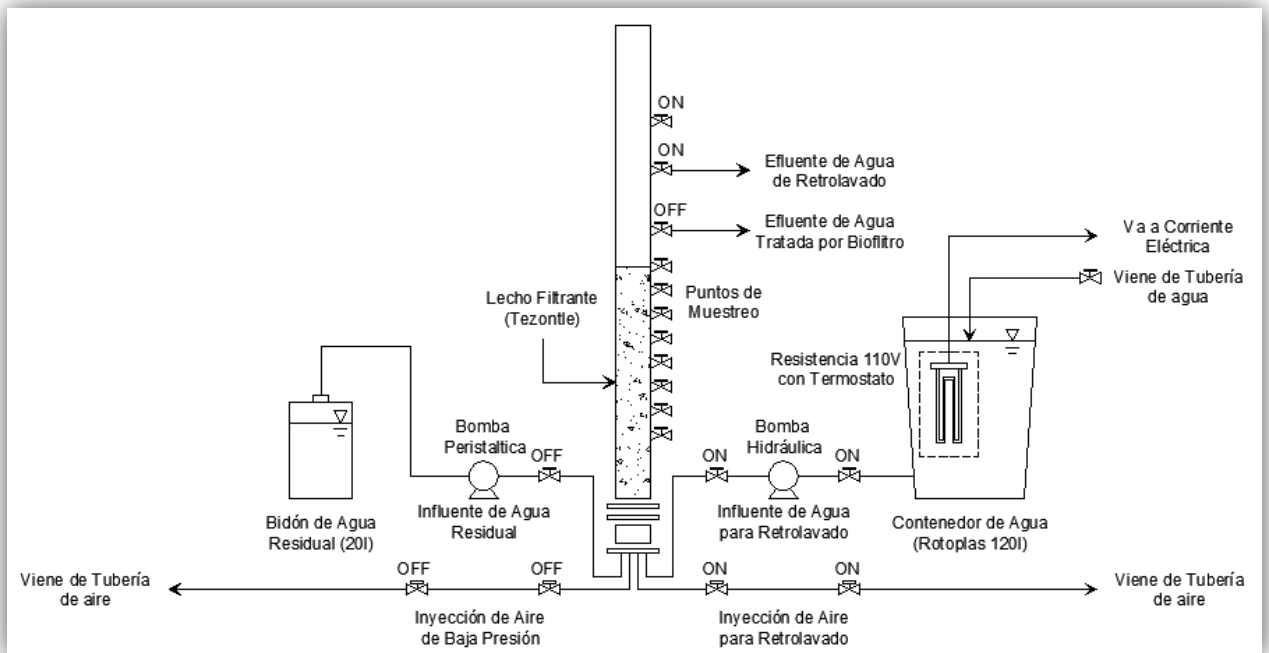 ON
ON
Efluente de Agua
de Retrolavado
OFF
Efluente de Agua
Tratada por Bioflitro
Va a Corriente
Eléctrica
Viene de Tubería
de agua
Lecho Filtrante
(Tezontle)
Puntos de
Muestreo
Resistencia 110V
con Termostato
Bomba
Peristaltica
OFF
Bomba
Hidráulica
ON
ON
Bidón de Agua
Residual (20l)
Influente de Agua
Residual
Influente de Agua
para Retrolavado
Contenedor de Agua
(Rotoplas 120l)
Viene de Tubería
de aire
OFF
OFF
ON
ON
Viene de Tubería
de aire
Inyección de Aire
de Baja Presión
Inyección de Aire
para Retrolavado